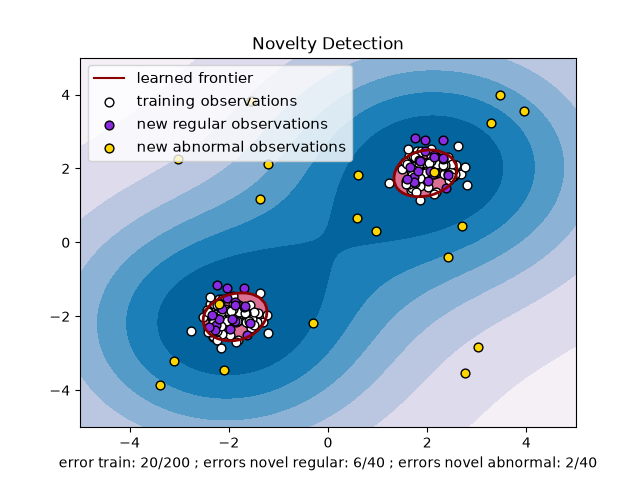 Novelty Detection
learned frontier
training observations
new regular observations
new abnormal observations
4
2
0
−2
−4
−4
−2
0
2
4
error train: 20/200 ; errors novel regular: 6/40 ; errors novel abnormal: 2/40